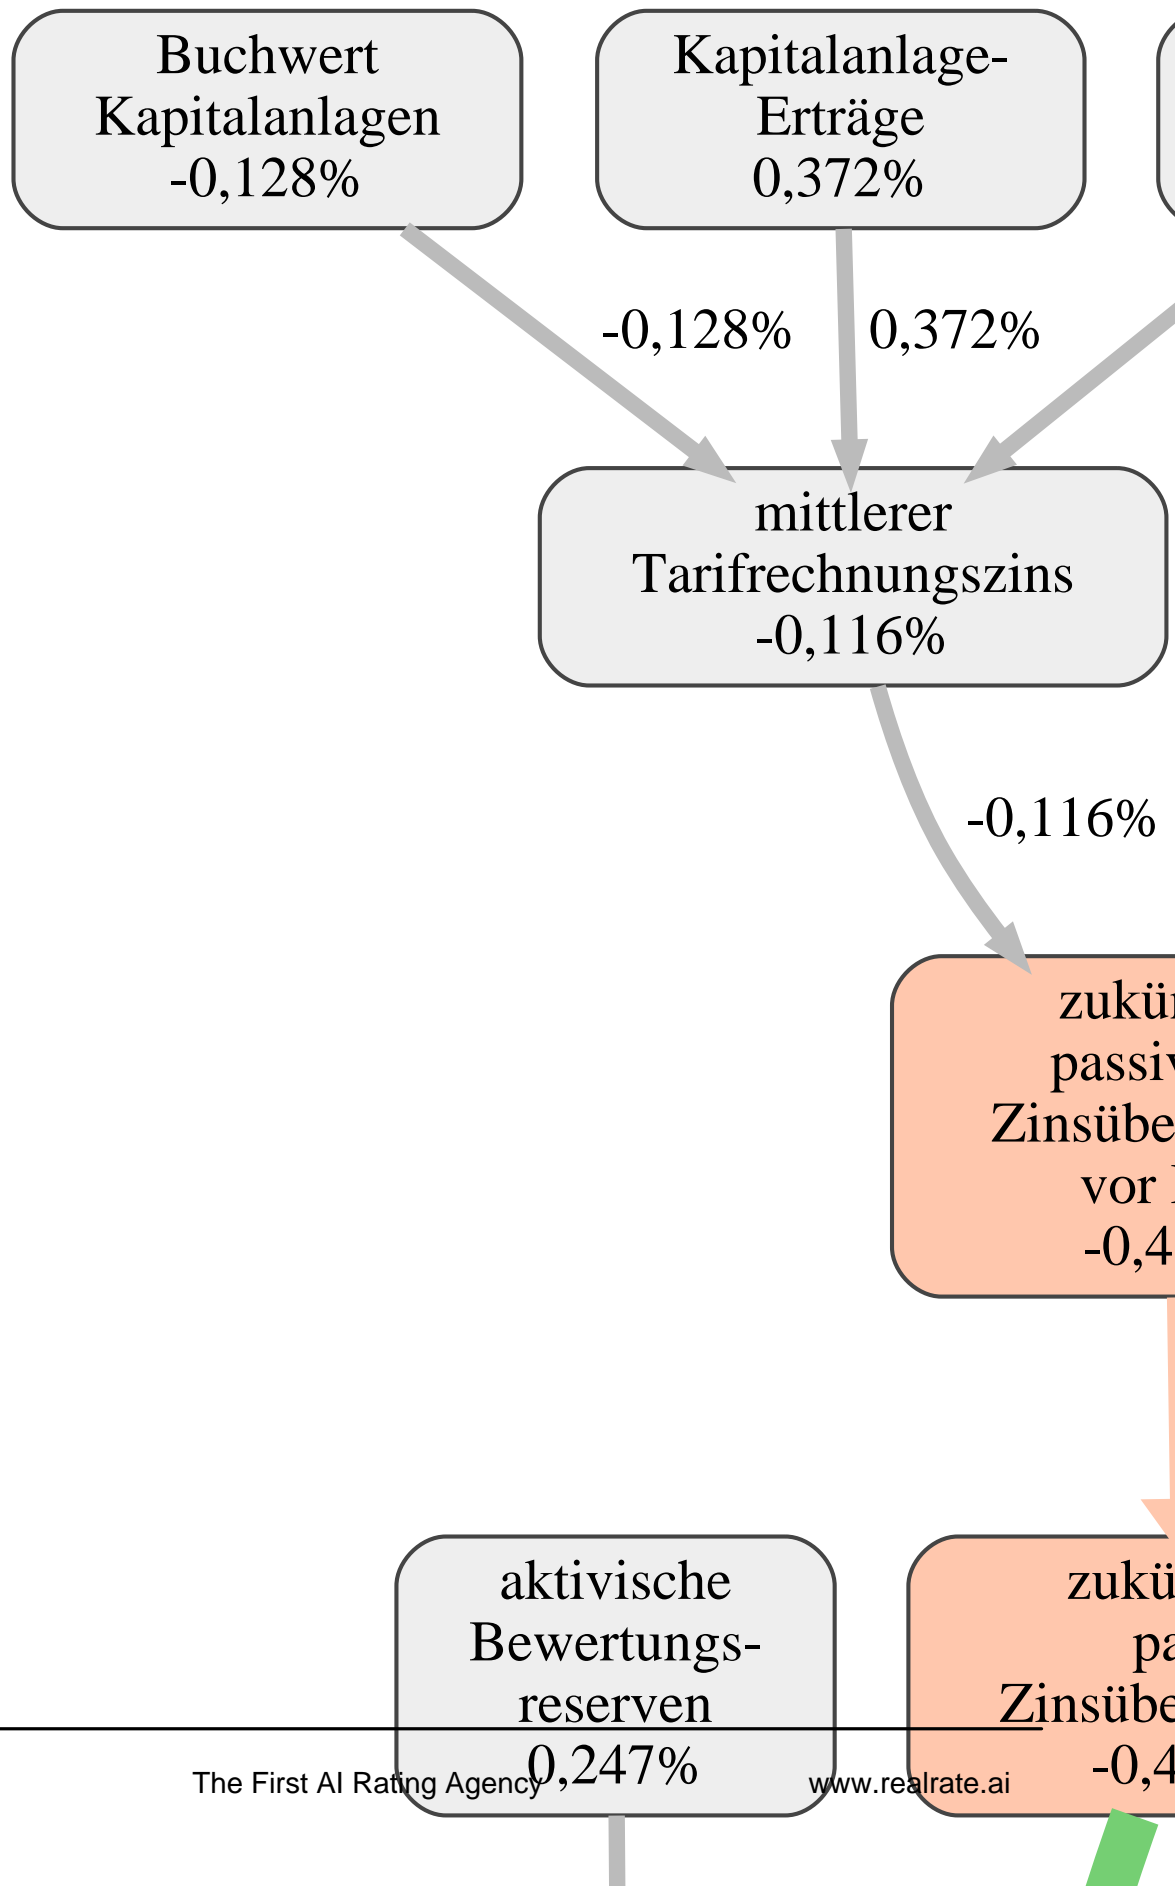 Buchwert
Kapitalanlagen
-0,128%
Kapitalanlage-
Erträge
0,372%
-0,128%
0,372%
mittlerer
Tarifrechnungszins
-0,116%
-0,116%
vor
aktivische
Bewertungs-
reserven
0,247%
The First AI Rating Agency
www.realrate.ai